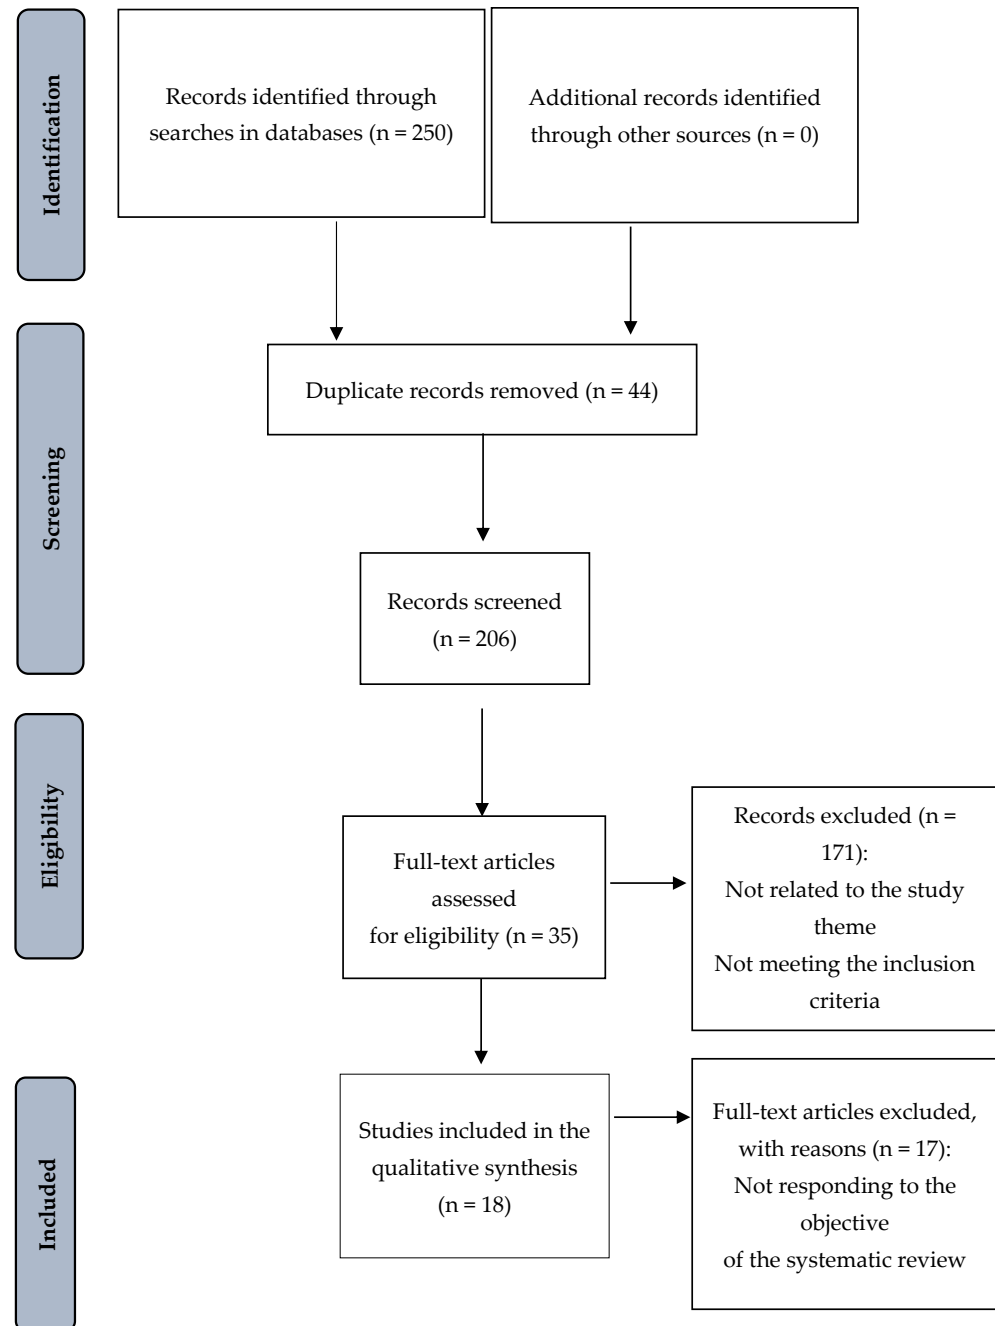 Identification
Records identified through
searches in databases (n = 250)
Additional records identified
through other sources (n = 0)
Screening
Duplicate records removed (n = 44)
Records screened
(n = 206)
Eligibility
Full-text articles
assessed
for eligibility (n = 35)
Records excluded (n =
171):
Not related to the study
theme
Not meeting the inclusion
criteria
Included
Studies included in the
qualitative synthesis
(n = 18)
Full-text articles excluded,
with reasons (n = 17):
Not responding to the
objective
of the systematic review